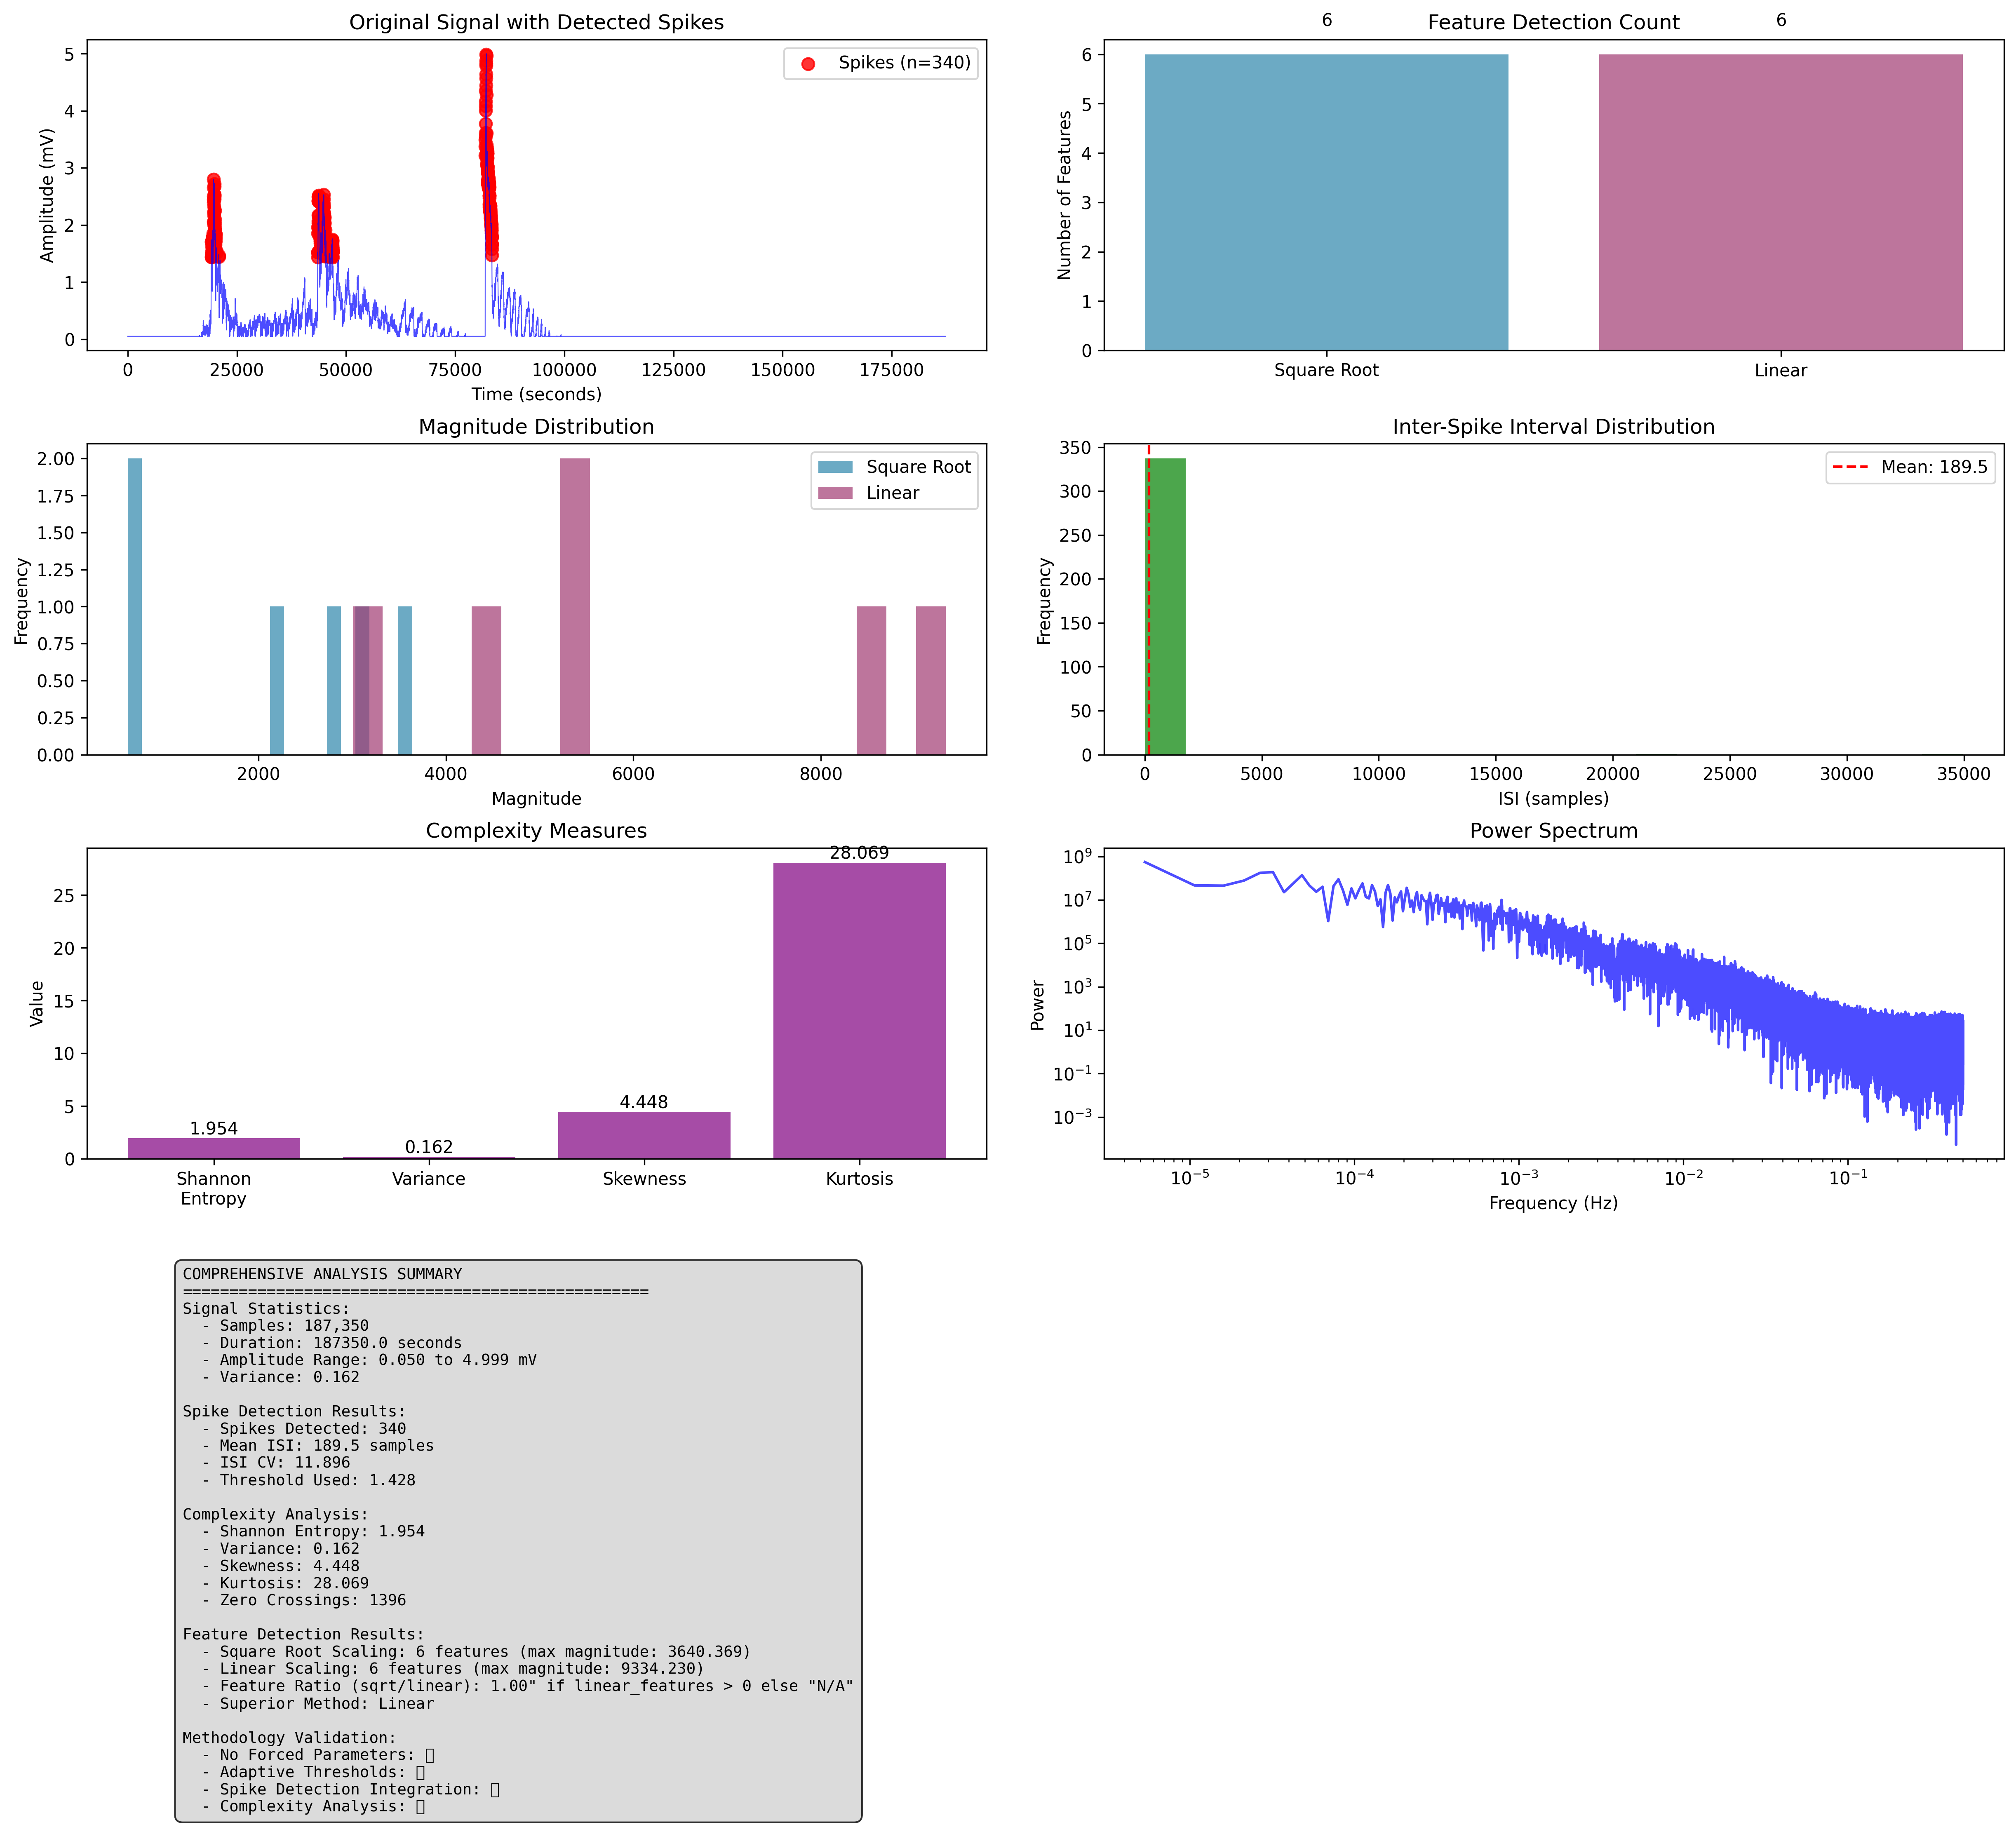 Original Signal with Detected Spikes
Amplitude (mV)
5
4
3
2
1
0
Spikes (n=340)
0 25000 50000 75000 100000 125000 150000 175000
Time (seconds)
Feature Detection Count
6 6
Number of Features
6
5
4
3
2
1
0
Square Root Linear
Magnitude Distribution
Frequency
2.00
1.75
1.50
1.25
1.00
0.75
0.50
0.25
0.00
Square Root
Linear
2000 4000 6000 8000
Magnitude
Inter-Spike Interval Distribution
Frequency
350
300
250
200
150
100
50
0
Mean: 189.5
0 5000 10000 15000 20000 25000 30000 35000
ISI (samples)
Complexity Measures
Value
25
20
15
10
5
0
1.954
0.162
4.448
28.069
Shannon
Entropy
Variance
Skewness
Kurtosis
Power Spectrum
Power
10^9
10^7
10^5
10^3
10^1
10^−1
10^−3
10^−5 10^−4 10^−3 10^−2 10^−1
Frequency (Hz)
COMPREHENSIVE ANALYSIS SUMMARY
==================================================
Signal Statistics:
- Samples: 187,350
- Duration: 187350.0 seconds
- Amplitude Range: 0.050 to 4.999 mV
- Variance: 0.162
Spike Detection Results:
- Spikes Detected: 340
- Mean ISI: 189.5 samples
- ISI CV: 11.896
- Threshold Used: 1.428
Complexity Analysis:
- Shannon Entropy: 1.954
- Variance: 0.162
- Skewness: 4.448
- Kurtosis: 28.069
- Zero Crossings: 1396
Feature Detection Results:
- Square Root Scaling: 6 features (max magnitude: 3640.369)
- Linear Scaling: 6 features (max magnitude: 9334.230)
- Feature Ratio (sqrt/linear): 1.00" if linear_features > 0 else "N/A"
- Superior Method: Linear
Methodology Validation:
- No Forced Parameters: ▯
- Adaptive Thresholds: ▯
- Spike Detection Integration: ▯
- Complexity Analysis: ▯